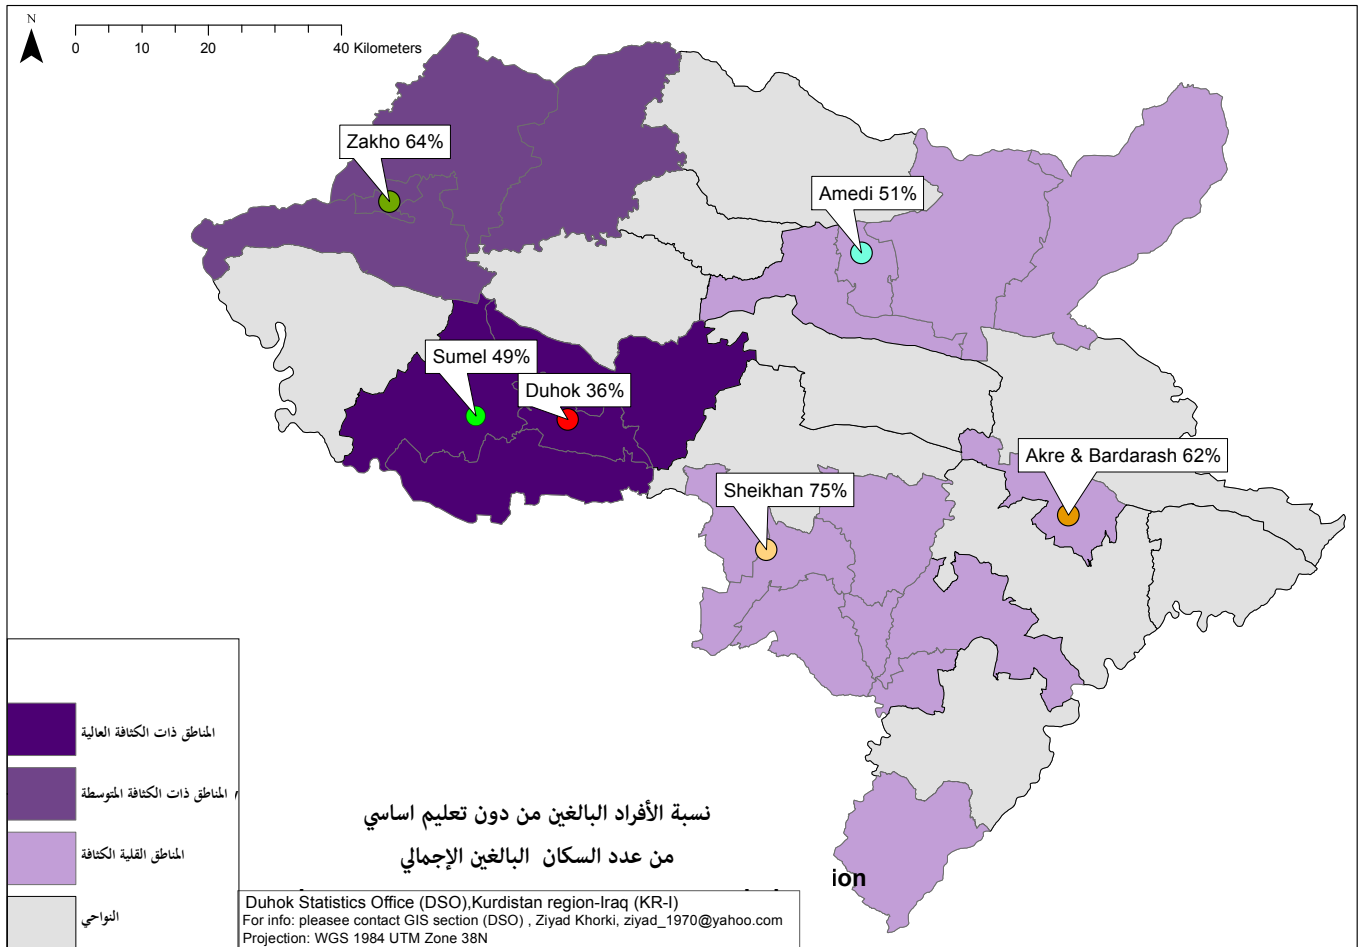 N
0 10 20 40 Kilometers
Zakho 64%
Amedi 51%
Sumel 49%
Duhok 36%
Akre & Bardarash 62%
Sheikhan 75%
المناطق ذات الكثافة العالية
المناطق ذات الكثافة المتوسطة
المناطق القلية الكثافة
النواحي
نسبة الأفراد البالغين من دون تعليم اساسي
من عدد السكان البالغين الإجمالي
ion
Duhok Statistics Office (DSO),Kurdistan region-Iraq (KR-I)
For info: pleasee contact GIS section (DSO) , Ziyad Khorki, ziyad_1970@yahoo.com
Projection: WGS 1984 UTM Zone 38N